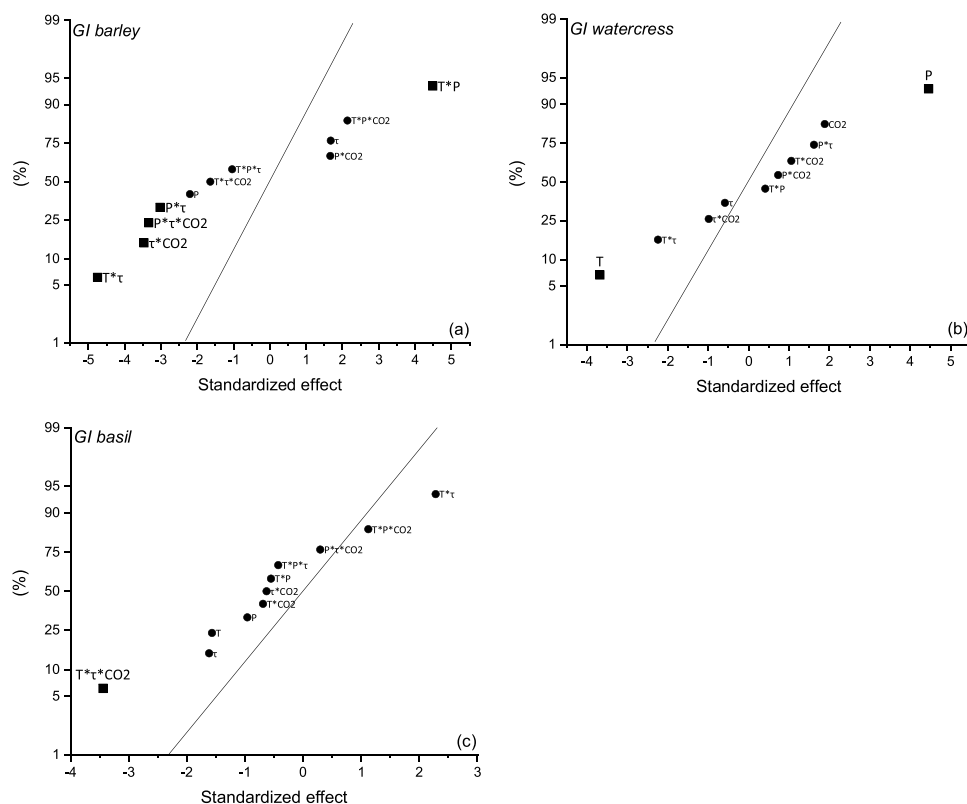 GI barley
99
95
90
75
50
25
10
5
1
(%)
T*P
T*P*CO2
τ
P*CO2
T*P*τ
T*τ*CO2
P
P*τ
P*τ*CO2
τ*CO2
T*τ
(a)
-5 -4 -3 -2 -1 0 1 2 3 4 5
Standardized effect
GI watercress
99
95
90
75
50
25
10
5
1
(%)
P
CO2
P*τ
T*CO2
P*CO2
T*P
τ
τ*CO2
T*τ
T
(b)
-4 -3 -2 -1 0 1 2 3 4 5
Standardized effect
GI basil
99
95
90
75
50
25
10
5
1
(%)
T*τ
T*P*CO2
P*τ*CO2
T*P*τ
T*P
τ*CO2
T*CO2
P
T
τ
T*τ*CO2
(c)
-4 -3 -2 -1 0 1 2 3
Standardized effect